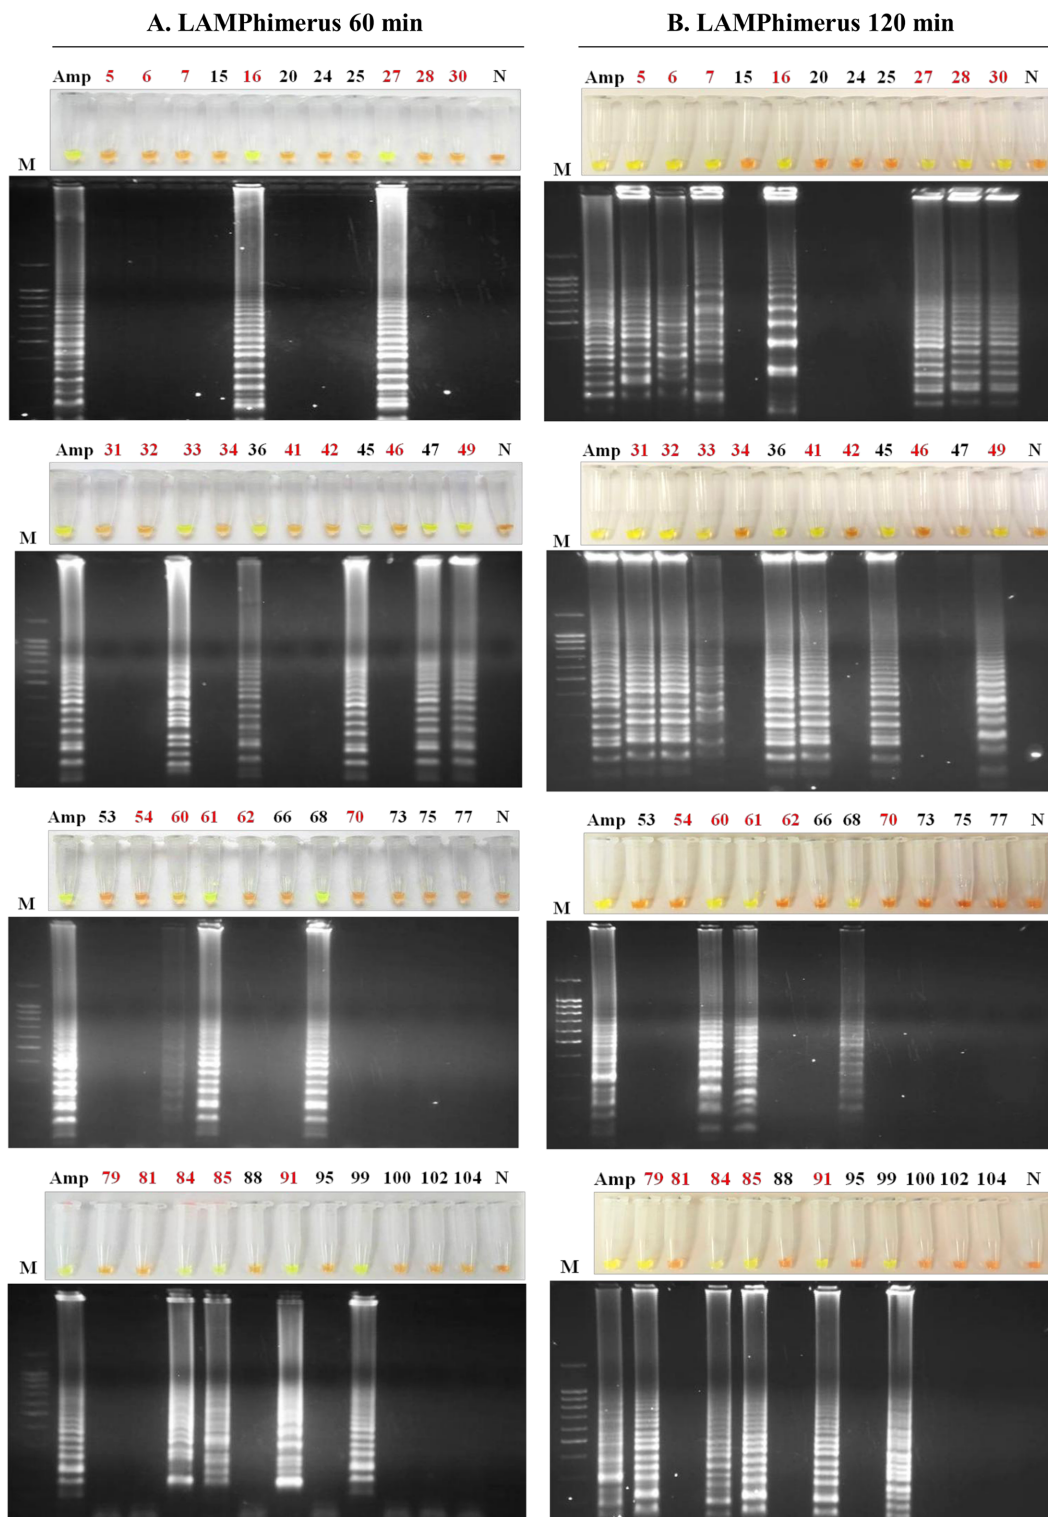 A. LAMPhimerus 60 min
Amp 5 6 7 15 16 20 24 25 27 28 30 N
M
Amp 31 32 33 34 36 41 42 45 46 47 49 N
M
Amp 53 54 60 61 62 66 68 70 73 75 77 N
M
Amp 79 81 84 85 88 91 95 99 100 102 104 N
M
B. LAMPhimerus 120 min
Amp 5 6 7 15 16 20 24 25 27 28 30 N
M
Amp 31 32 33 34 36 41 42 45 46 47 49 N
M
Amp 53 54 60 61 62 66 68 70 73 75 77 N
M
Amp 79 81 84 85 88 91 95 99 100 102 104 N
M